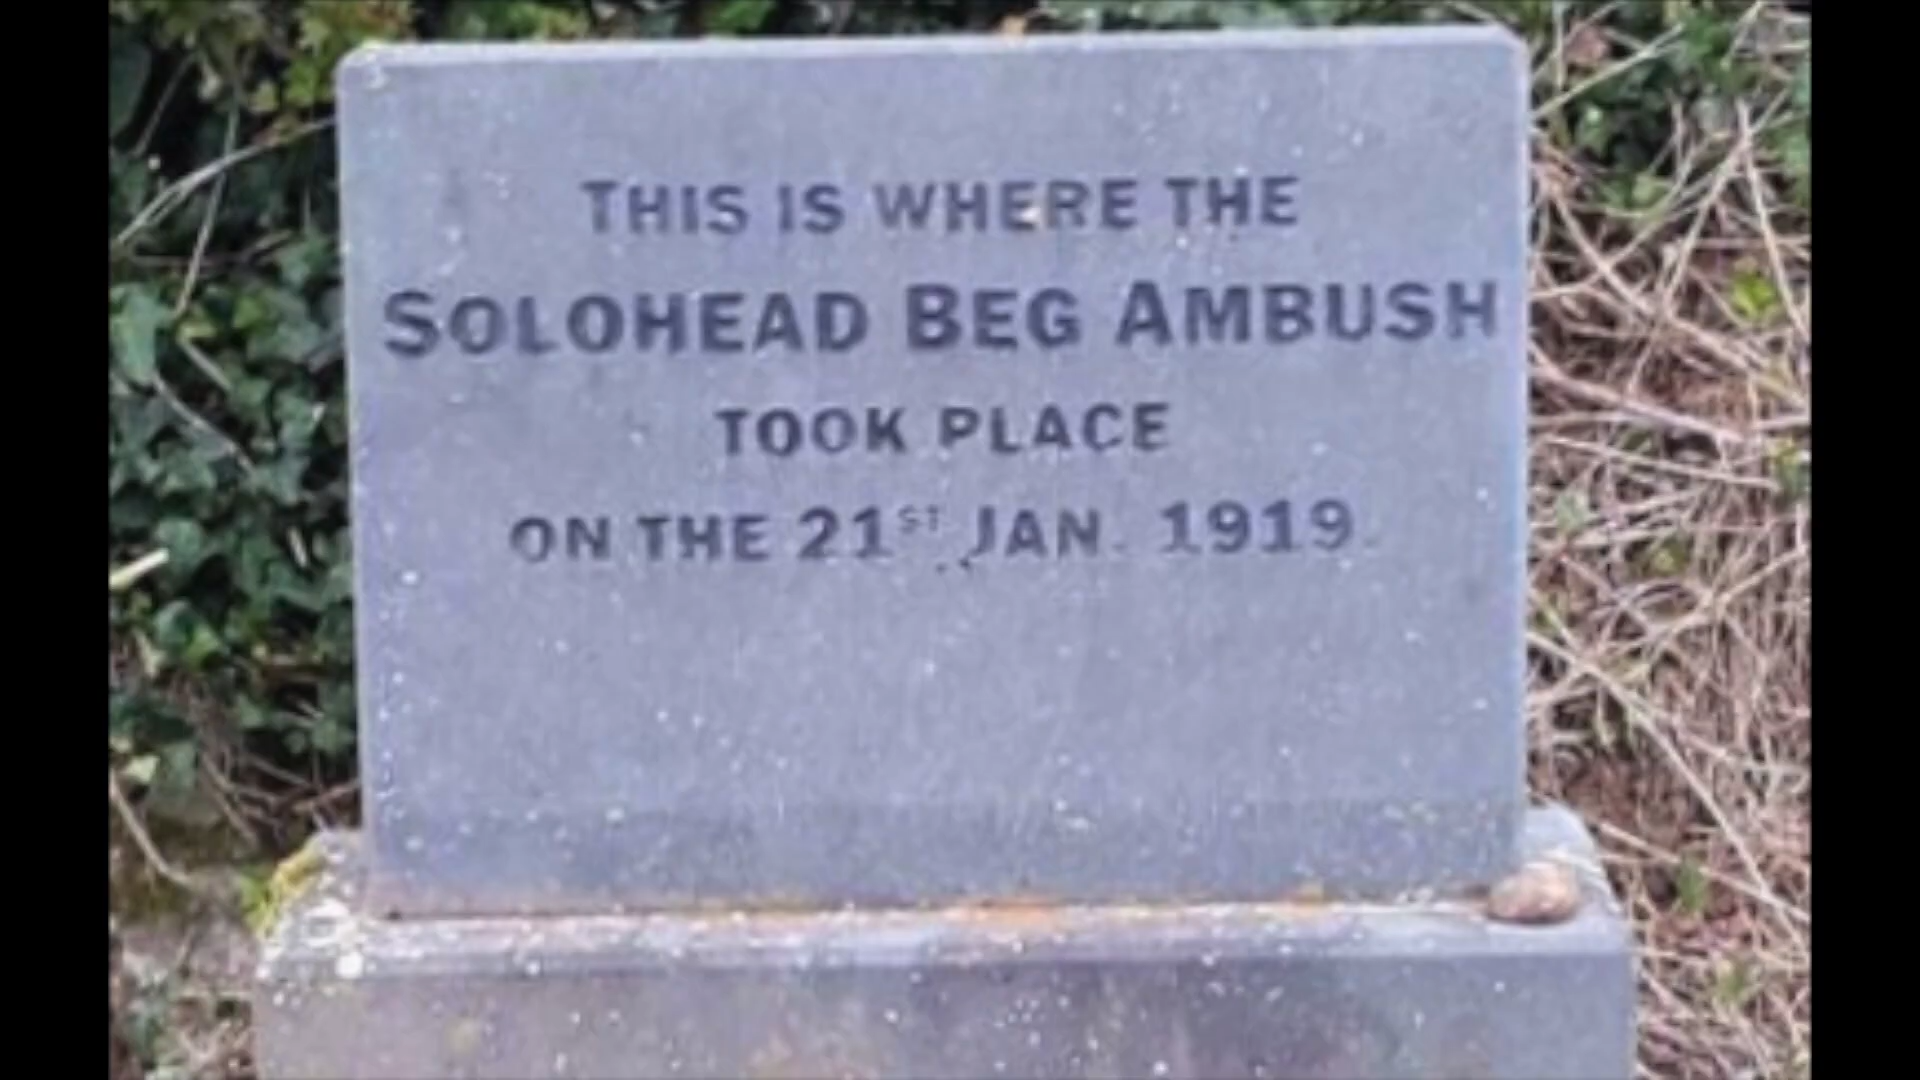 THIS IS WHERE THE
SOLOHEAD BEG AMBUSH
TOOK PLACE
ON THE 21ST JAN. 1919.